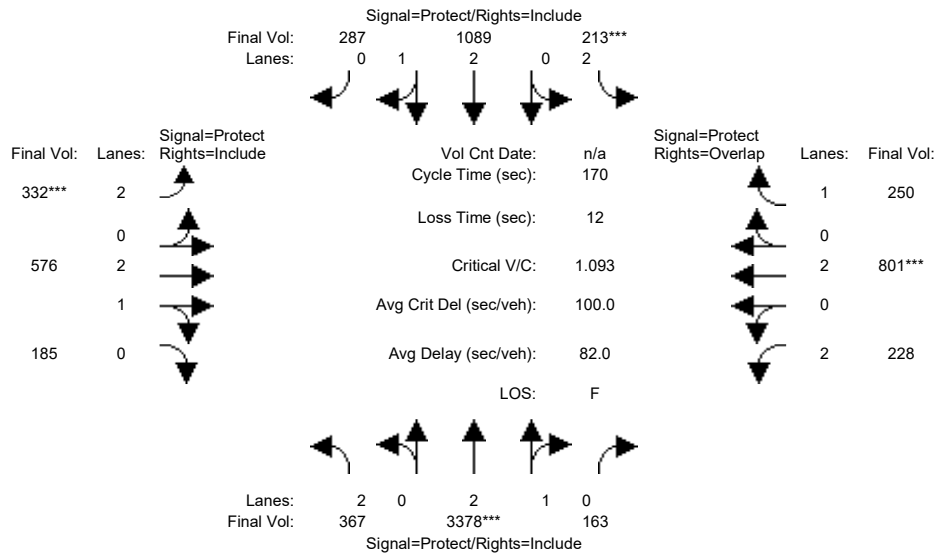 Signal=Protect/Rights=Include
Final Vol: 287 1089 213***
Lanes: 0 1 2 0 2
Signal=Protect
Final Vol: Lanes: Rights=Include
Vol Cnt Date: n/a
Signal=Protect
Rights=Overlap Lanes: Final Vol:
Cycle Time (sec): 170
332*** 2
1 250
Loss Time (sec): 12
0
0
576 2
Critical V/C: 1.093
2 801***
1
Avg Crit Del (sec/veh): 100.0
0
185 0
Avg Delay (sec/veh): 82.0
2 228
LOS: F
Lanes: 2 0 2 1 0
Final Vol: 367 3378*** 163
Signal=Protect/Rights=Include